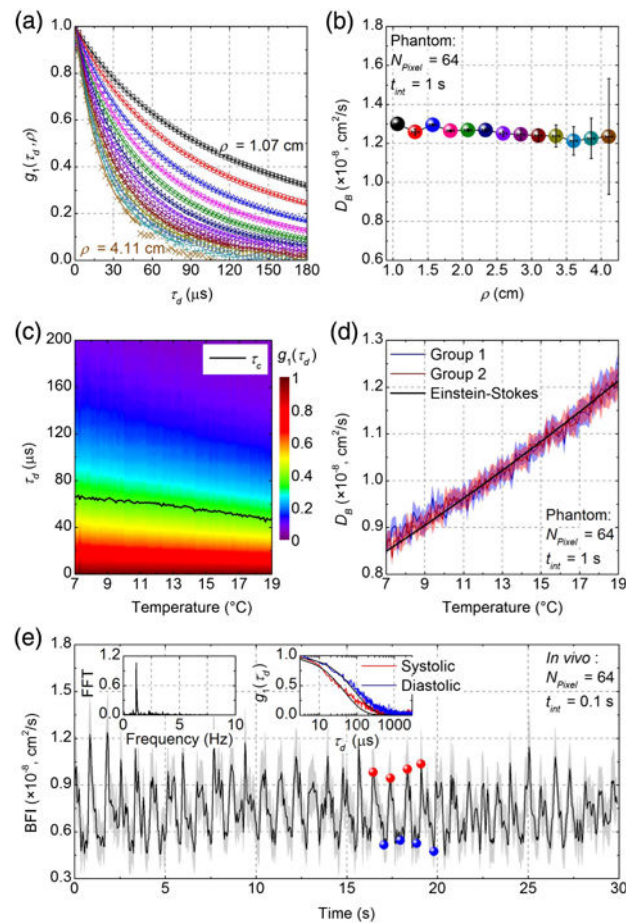 (a)
g₁(τd,ρ)
1.0
0.8
0.6
0.4
0.2
0.0
ρ = 1.07 cm
ρ = 4.11 cm
0 30 60 90 120 150 180
τd (μs)
(b)
DB (×10⁻⁸, cm²/s)
1.8
1.6
1.4
1.2
1.0
0.8
0.6
Phantom:
NPixel = 64
tint = 1 s
1.0 1.5 2.0 2.5 3.0 3.5 4.0
ρ (cm)
(c)
τd (μs)
200
160
120
80
40
0
τc
g₁(τd)
1
0.8
0.6
0.4
0.2
0
7 9 11 13 15 17 19
Temperature (°C)
(d)
DB (×10⁻⁸, cm²/s)
1.3
1.2
1.1
1.0
0.9
0.8
Group 1
Group 2
Einstein-Stokes
Phantom:
NPixel = 64
tint = 1 s
7 9 11 13 15 17 19
Temperature (°C)
(e)
BFI (×10⁻⁸, cm²/s)
1.8
1.5
1.2
0.9
0.6
0.3
FFT
1.2
0.8
0.4
0.0
0 5 10
Frequency (Hz)
g₁(τd)
1.0
0.5
0.0
Systolic
Diastolic
10 100 1000
τd (μs)
In vivo :
NPixel = 64
tint = 0.1 s
0 5 10 15 20 25 30
Time (s)